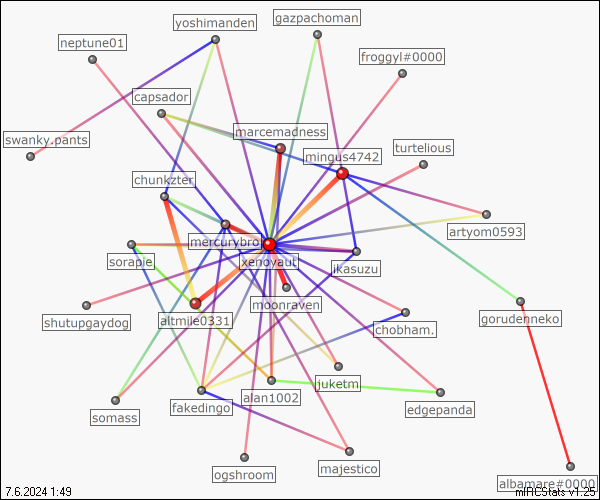 gazpachoman
yoshimanden
neptune01
froggyl#0000
capsador
marcemadness
swanky.pants
turtelious
mingus4742
chunkzter
artyom0593
mercurybro
xenoyaut
sorapie
ikasuzu
moonraven
shutupgaydog
altmile0331
chobham.
gorudenneko
juketm
alan1002
edgepanda
somass
fakedingo
majestico
ogshroom
albamare#0000
7.6.2024 1:49
mIRCStats v1.25